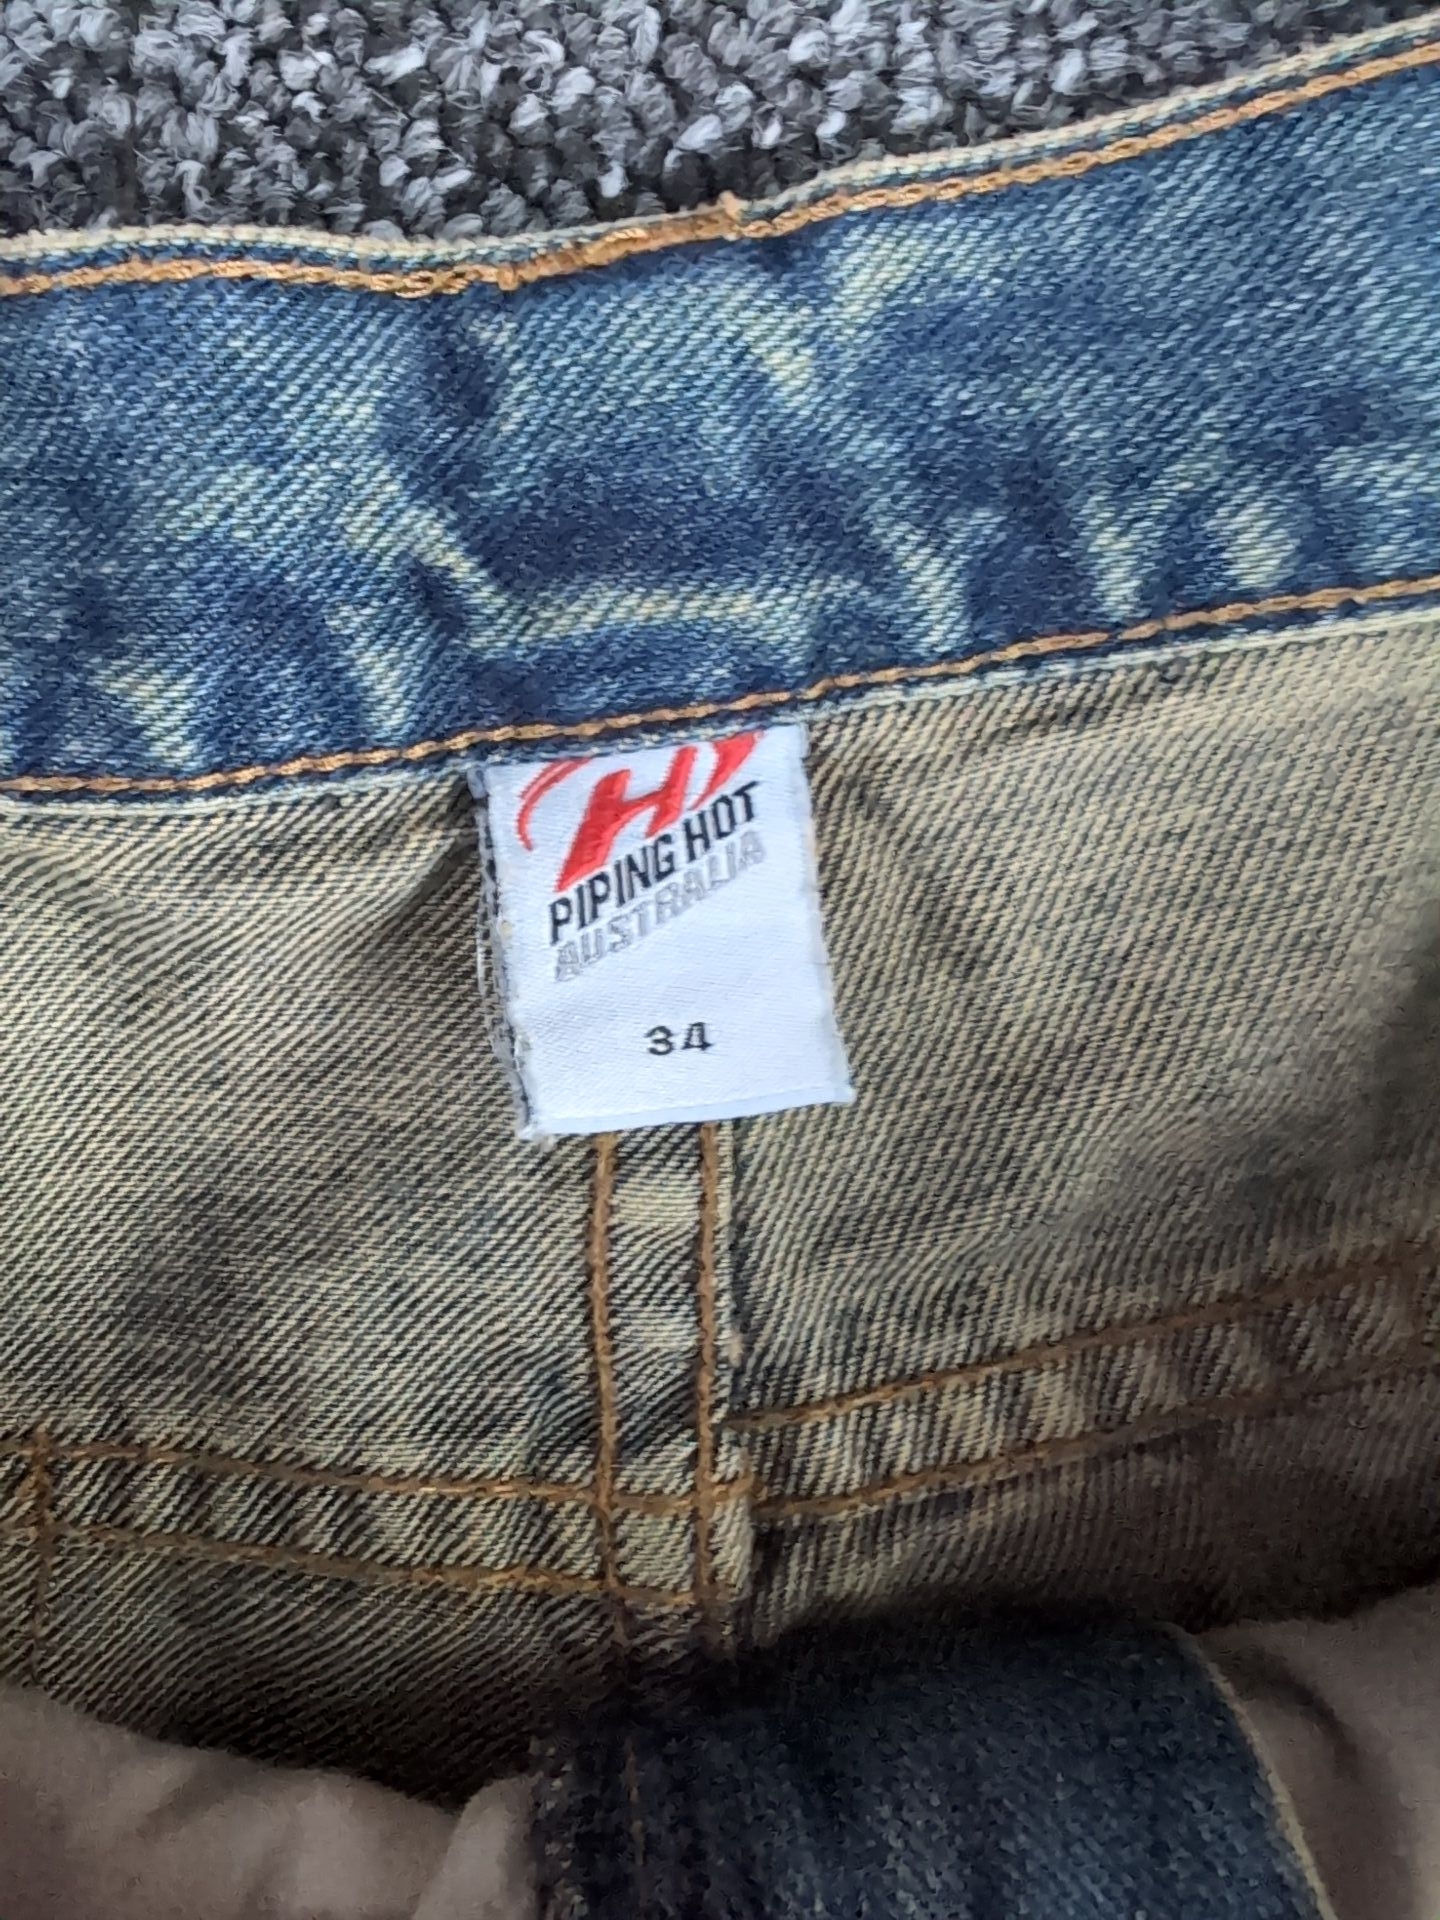 H
PIPING HOT
AUSTRALIA
34